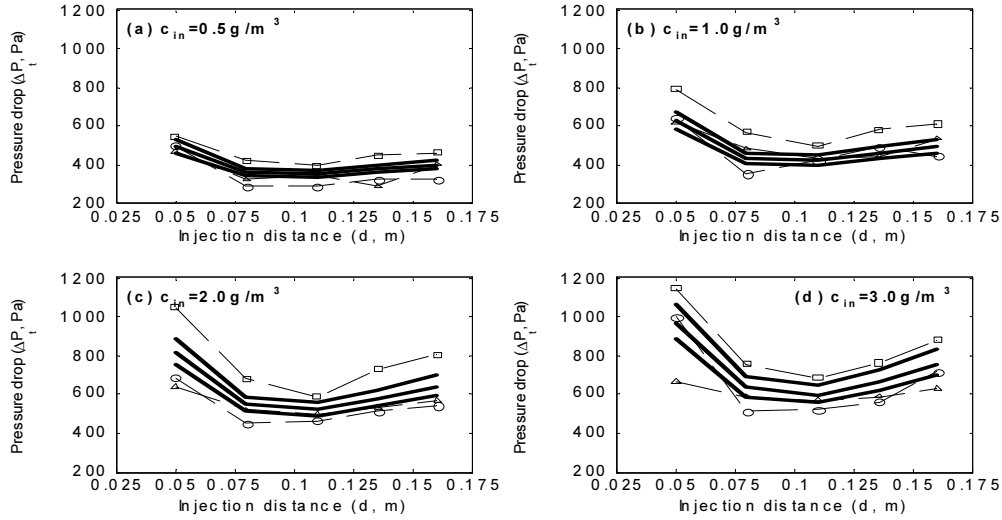 1200
1000
800
600
400
200
Pressure drop (ΔP_t, Pa)
(a) c_in=0.5 g/m³
0.025 0.05 0.075 0.1 0.125 0.15 0.175
Injection distance (d, m)
1200
1000
800
600
400
200
Pressure drop (ΔP_t, Pa)
(b) c_in=1.0 g/m³
0.025 0.05 0.075 0.1 0.125 0.15 0.175
Injection distance (d, m)
1200
1000
800
600
400
200
Pressure drop (ΔP_t, Pa)
(c) c_in=2.0 g/m³
0.025 0.05 0.075 0.1 0.125 0.15 0.175
Injection distance (d, m)
1200
1000
800
600
400
200
Pressure drop (ΔP_t, Pa)
(d) c_in=3.0 g/m³
0.025 0.05 0.075 0.1 0.125 0.15 0.175
Injection distance (d, m)